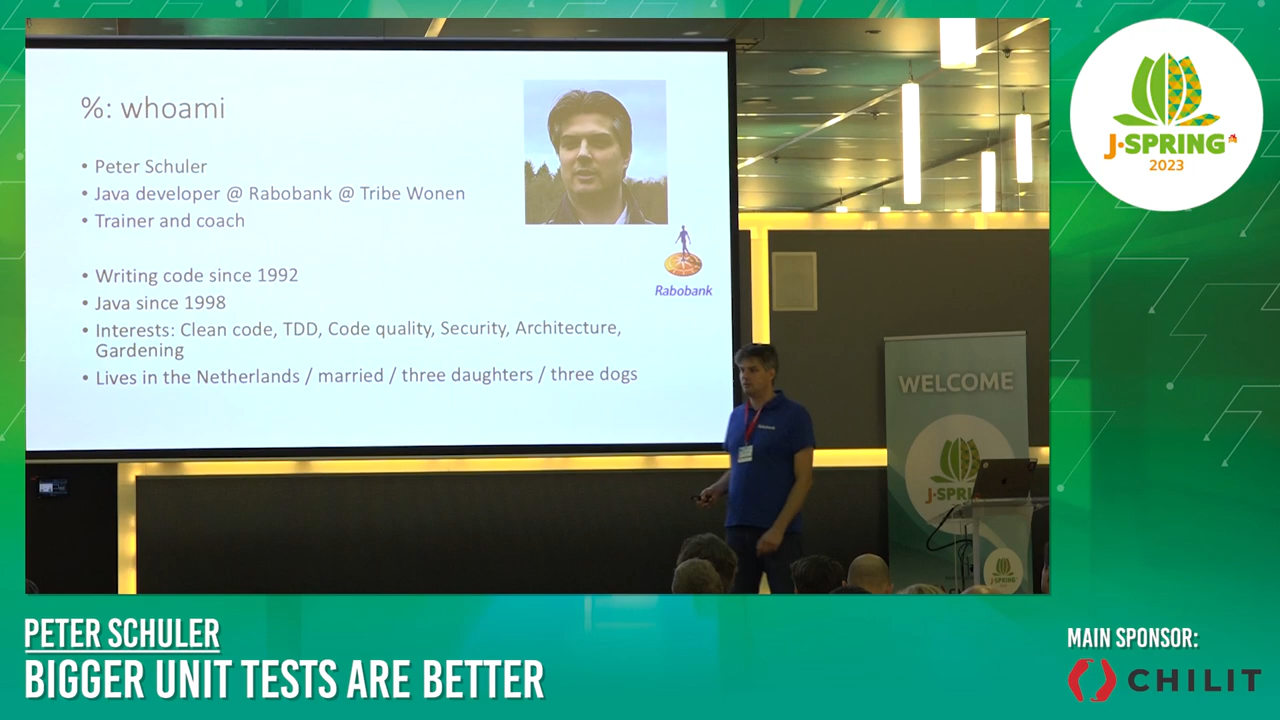 %: whoami
• Peter Schuler
• Java developer @ Rabobank @ Tribe Wonen
• Trainer and coach
• Writing code since 1992
• Java since 1998
• Interests: Clean code, TDD, Code quality, Security, Architecture,
Gardening
• Lives in the Netherlands / married / three daughters / three dogs
Rabobank
J-SPRING
2023
WELCOME
J-SPRI
J-SPRING
PETER SCHULER
BIGGER UNIT TESTS ARE BETTER
MAIN SPONSOR:
CHILIT